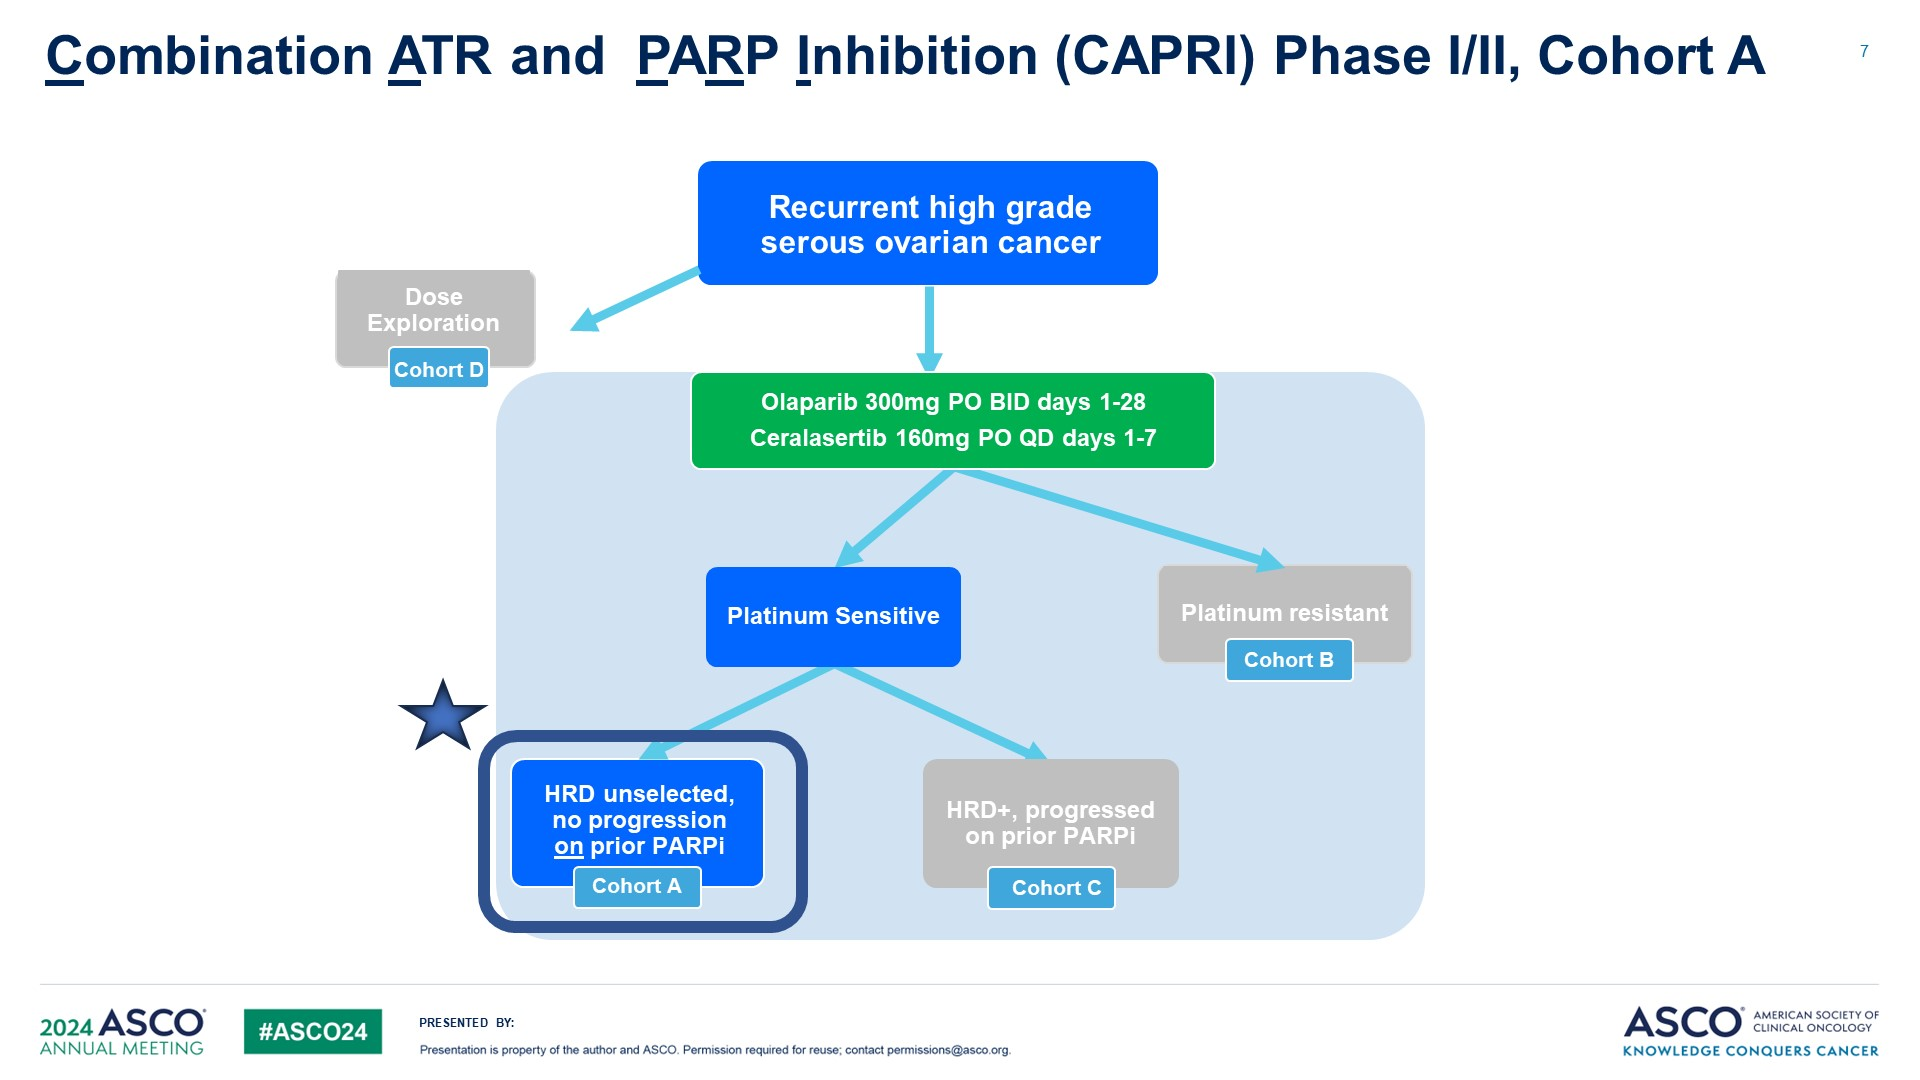 Combination ATR and PARP Inhibition (CAPRI) Phase I/II, Cohort A
7
Recurrent high grade
serous ovarian cancer
Dose
Exploration
Cohort D
Olaparib 300mg PO BID days 1-28
Ceralasertib 160mg PO QD days 1-7
Platinum Sensitive
Platinum resistant
Cohort B
HRD unselected,
no progression
on prior PARPi
Cohort A
HRD+, progressed
on prior PARPi
Cohort C
2024 ASCO®
ANNUAL MEETING
#ASCO24
PRESENTED BY:
Presentation is property of the author and ASCO. Permission required for reuse; contact permissions@asco.org.
ASCO® AMERICAN SOCIETY OF
CLINICAL ONCOLOGY
KNOWLEDGE CONQUERS CANCER